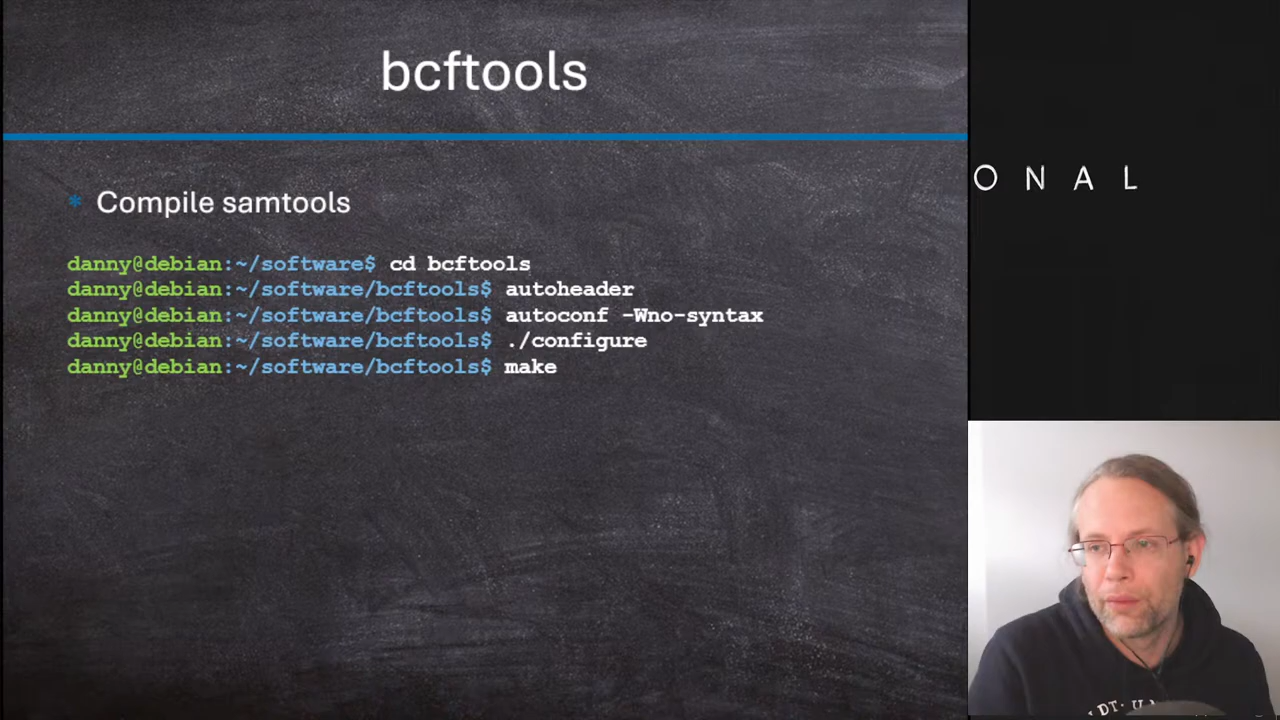 bcftools
* Compile samtools
danny@debian:~/software$ cd bcftools
danny@debian:~/software/bcftools$ autoheader
danny@debian:~/software/bcftools$ autoconf -Wno-syntax
danny@debian:~/software/bcftools$ ./configure
danny@debian:~/software/bcftools$ make
ONAL